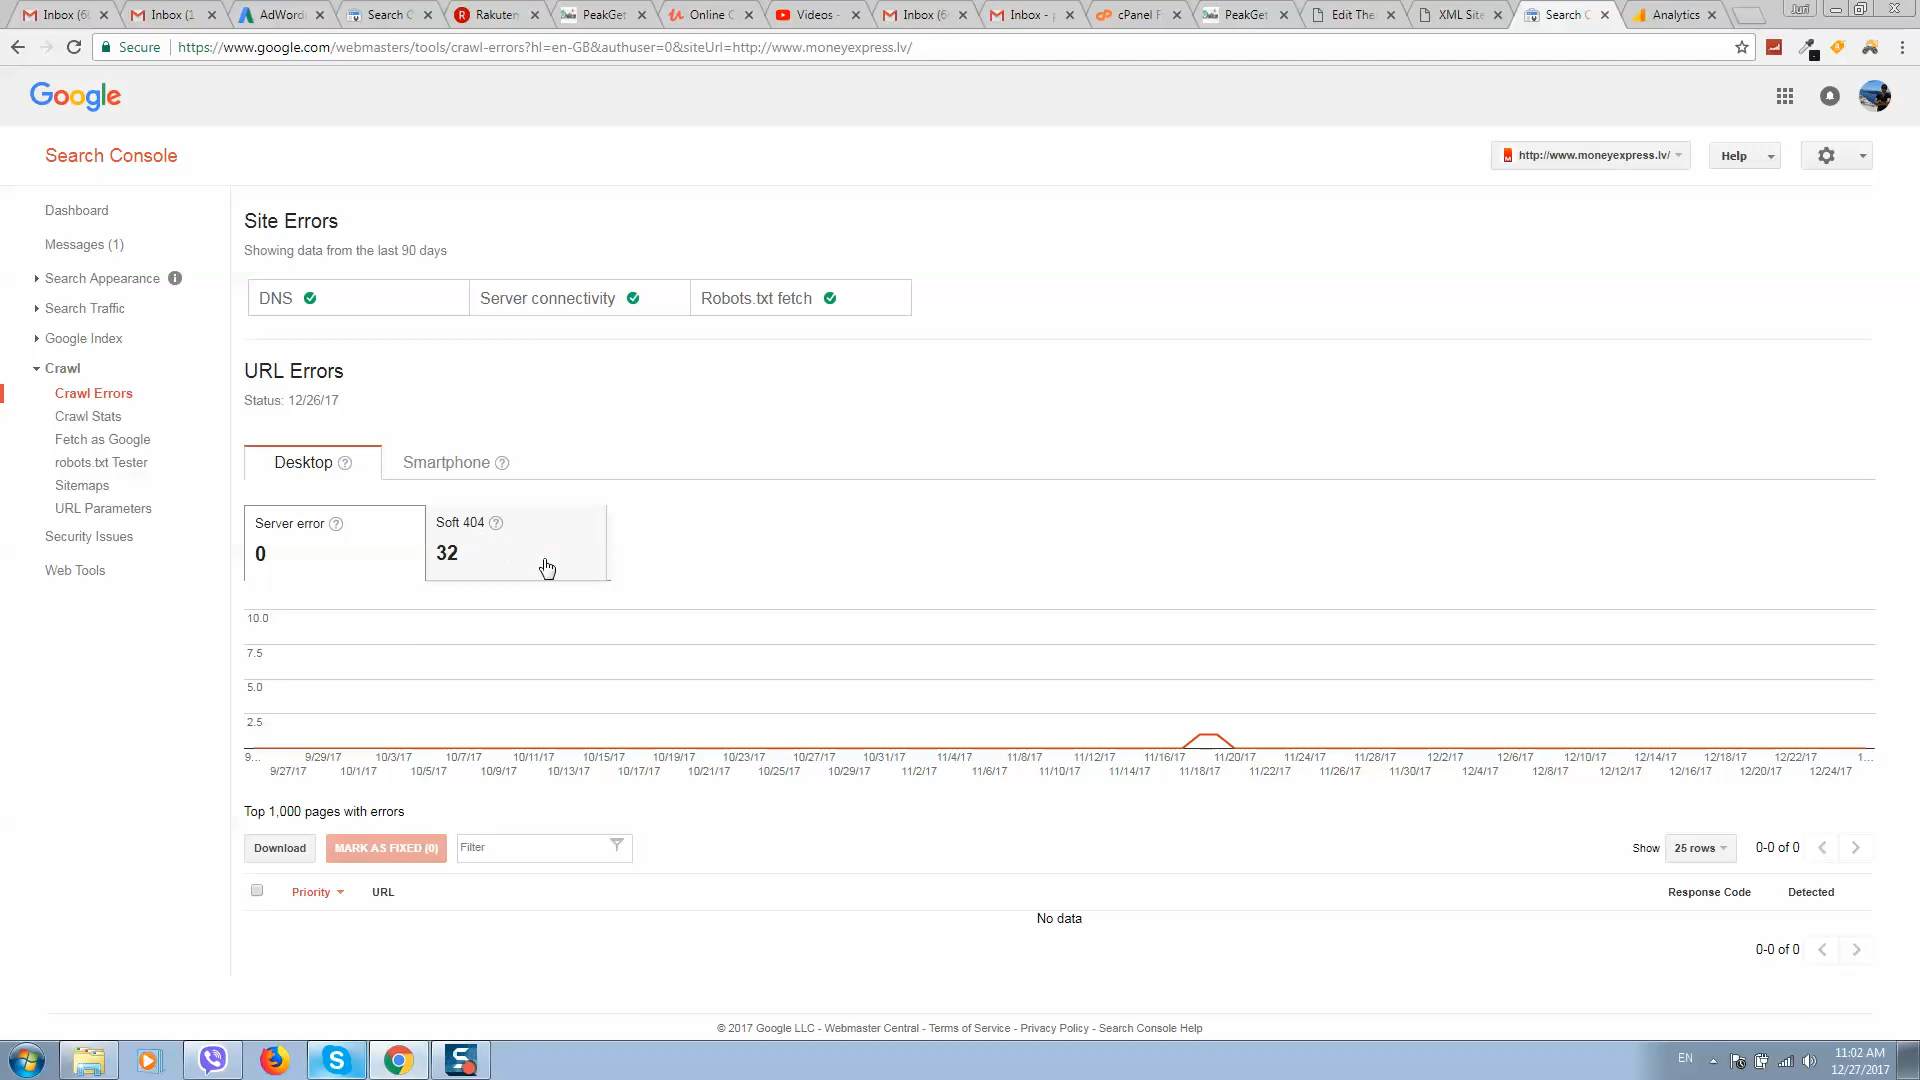 Inbox (6
Inbox (1
AdWord
Search C
Rakuten
PeakGet
Online C
Videos -
Inbox (6
Inbox - p
cPanel F
PeakGet
Edit The
XML Site
Search C
Analytics
Juri
Secure
https://www.google.com/webmasters/tools/crawl-errors?hl=en-GB&authuser=0&siteUrl=http://www.moneyexpress.lv/
Google
Search Console
http://www.moneyexpress.lv/
Help
Dashboard
Messages (1)
Search Appearance
Search Traffic
Google Index
Crawl
Crawl Errors
Crawl Stats
Fetch as Google
robots.txt Tester
Sitemaps
URL Parameters
Security Issues
Web Tools
Site Errors
Showing data from the last 90 days
DNS
Server connectivity
Robots.txt fetch
URL Errors
Status: 12/26/17
Desktop
Smartphone
Server error
0
Soft 404
32
10.0
7.5
5.0
2.5
9... 9/29/17 10/3/17 10/7/17 10/11/17 10/15/17 10/19/17 10/23/17 10/27/17 10/31/17 11/4/17 11/8/17 11/12/17 11/16/17 11/20/17 11/24/17 11/28/17 12/2/17 12/6/17 12/10/17 12/14/17 12/18/17 12/22/17 1...
9/27/17 10/1/17 10/5/17 10/9/17 10/13/17 10/17/17 10/21/17 10/25/17 10/29/17 11/2/17 11/6/17 11/10/17 11/14/17 11/18/17 11/22/17 11/26/17 11/30/17 12/4/17 12/8/17 12/12/17 12/16/17 12/20/17 12/24/17
Top 1,000 pages with errors
Download
MARK AS FIXED (0)
Filter
Show
25 rows
0-0 of 0
Priority
URL
Response Code
Detected
No data
0-0 of 0
© 2017 Google LLC - Webmaster Central - Terms of Service - Privacy Policy - Search Console Help
EN
11:02 AM
12/27/2017